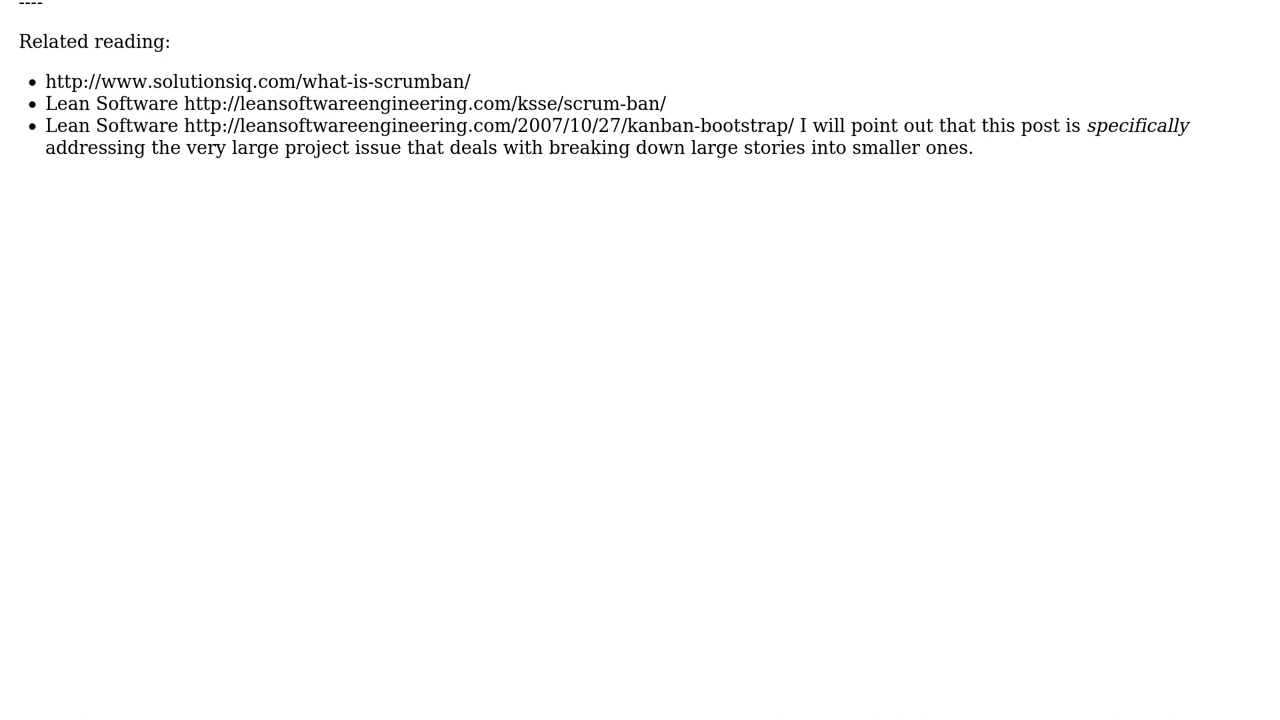 ----
Related reading:
• http://www.solutionsiq.com/what-is-scrumban/
• Lean Software http://leansoftwareengineering.com/ksse/scrum-ban/
• Lean Software http://leansoftwareengineering.com/2007/10/27/kanban-bootstrap/ I will point out that this post is specifically
addressing the very large project issue that deals with breaking down large stories into smaller ones.